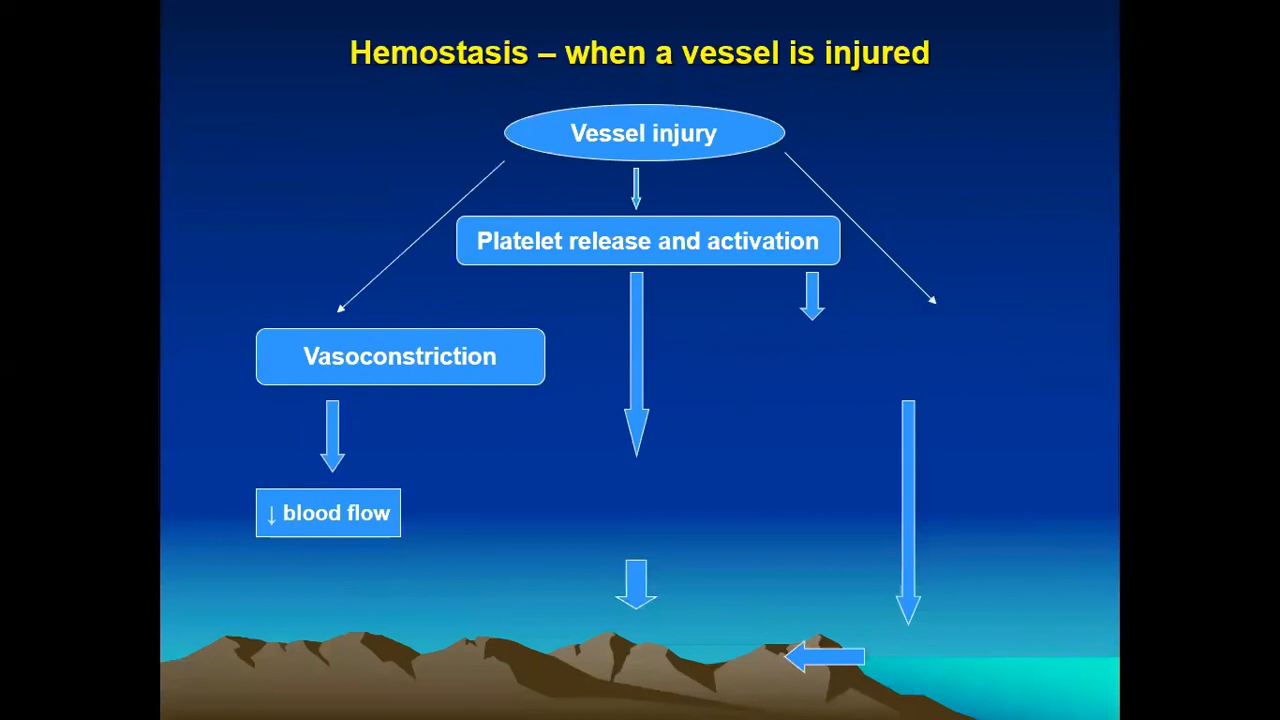 Hemostasis – when a vessel is injured
Vessel injury
Platelet release and activation
Vasoconstriction
↓ blood flow